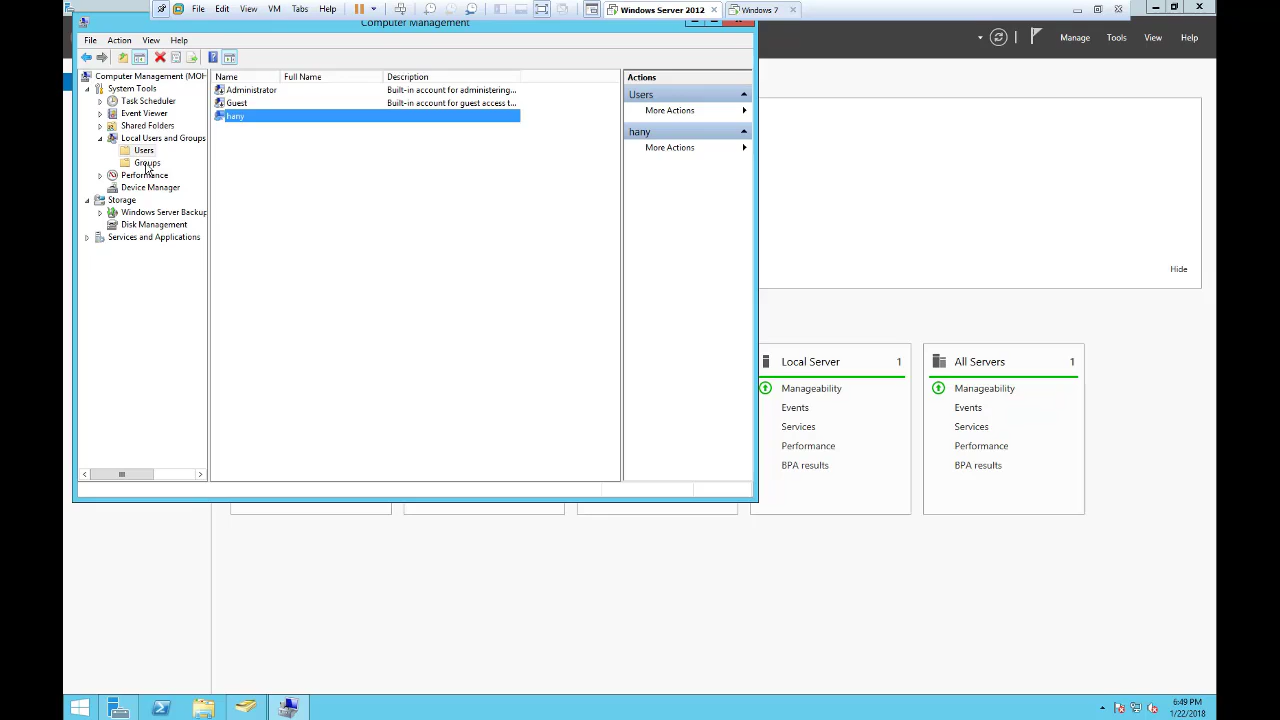 File Edit View VM Tabs Help
Windows Server 2012
Windows 7
Computer Management
Manage Tools View Help
File Action View Help
Computer Management (MOH
System Tools
Task Scheduler
Event Viewer
Shared Folders
Local Users and Groups
Users
Groups
Performance
Device Manager
Storage
Windows Server Backup
Disk Management
Services and Applications
Name Full Name Description
Administrator Built-in account for administering...
Guest Built-in account for guest access t...
hany
Actions
Users
More Actions
hany
More Actions
Hide
Local Server 1
Manageability
Events
Services
Performance
BPA results
All Servers 1
Manageability
Events
Services
Performance
BPA results
6:49 PM
1/22/2018